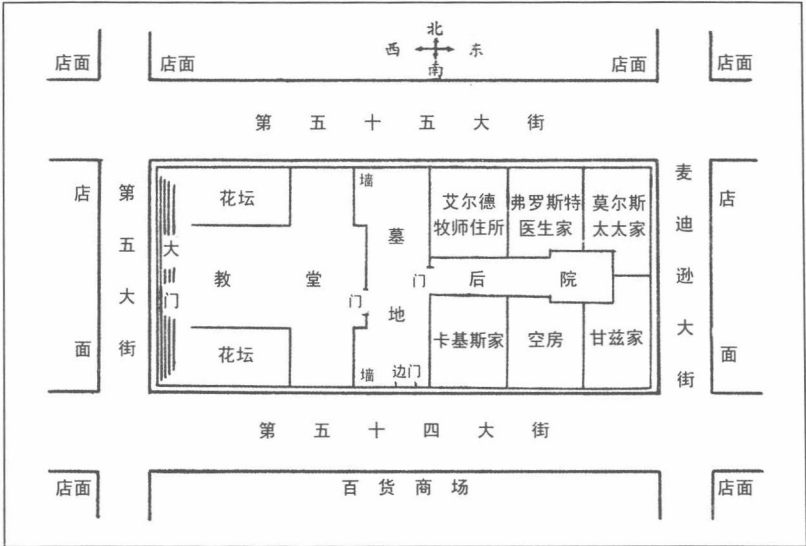 北
西 东
南
店面 店面 店面 店面
第五十五大街
店面
第五大街
花坛
大门
教堂
花坛
墙
墓地
门
门
墙
边门
艾尔德
牧师住所
弗罗斯特
医生家
莫尔斯
太太家
后院
卡基斯家
空房
甘兹家
麦迪逊大街
店面
第五十四大街
店面 百货商场 店面